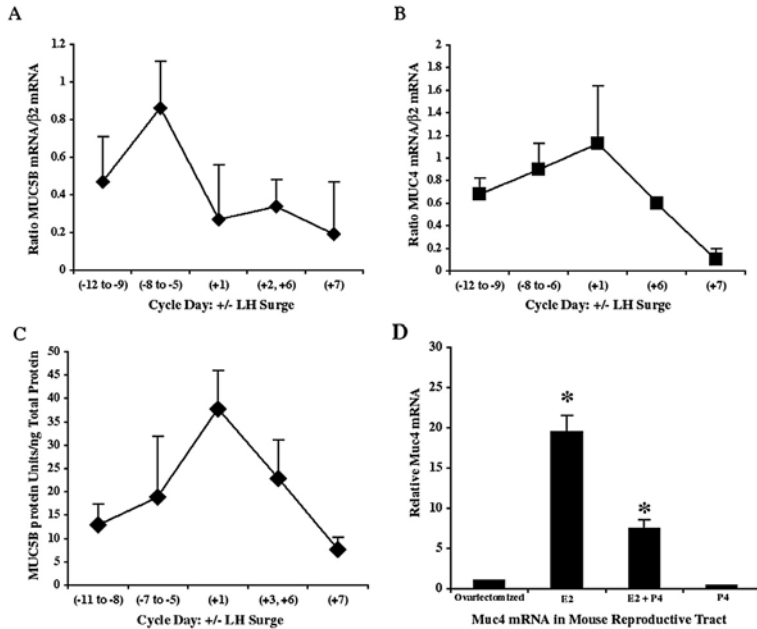 A
Ratio MUC5B mRNA/β2 mRNA
1.2
1
0.8
0.6
0.4
0.2
0
(-12 to -9) (-8 to -5) (+1) (+2, +6) (+7)
Cycle Day: +/- LH Surge
B
Ratio MUC4 mRNA/β2 mRNA
2
1.8
1.6
1.4
1.2
1
0.8
0.6
0.4
0.2
0
(-12 to -9) (-8 to -6) (+1) (+6) (+7)
Cycle Day: +/- LH Surge
C
MUC5B protein Units/ng Total Protein
50
45
40
35
30
25
20
15
10
5
0
(-11 to -8) (-7 to -5) (+1) (+3, +6) (+7)
Cycle Day: +/- LH Surge
D
Relative Muc4 mRNA
30
25
20
15
10
5
0
*
*
Ovariectomized E2 E2 + P4 P4
Muc4 mRNA in Mouse Reproductive Tract